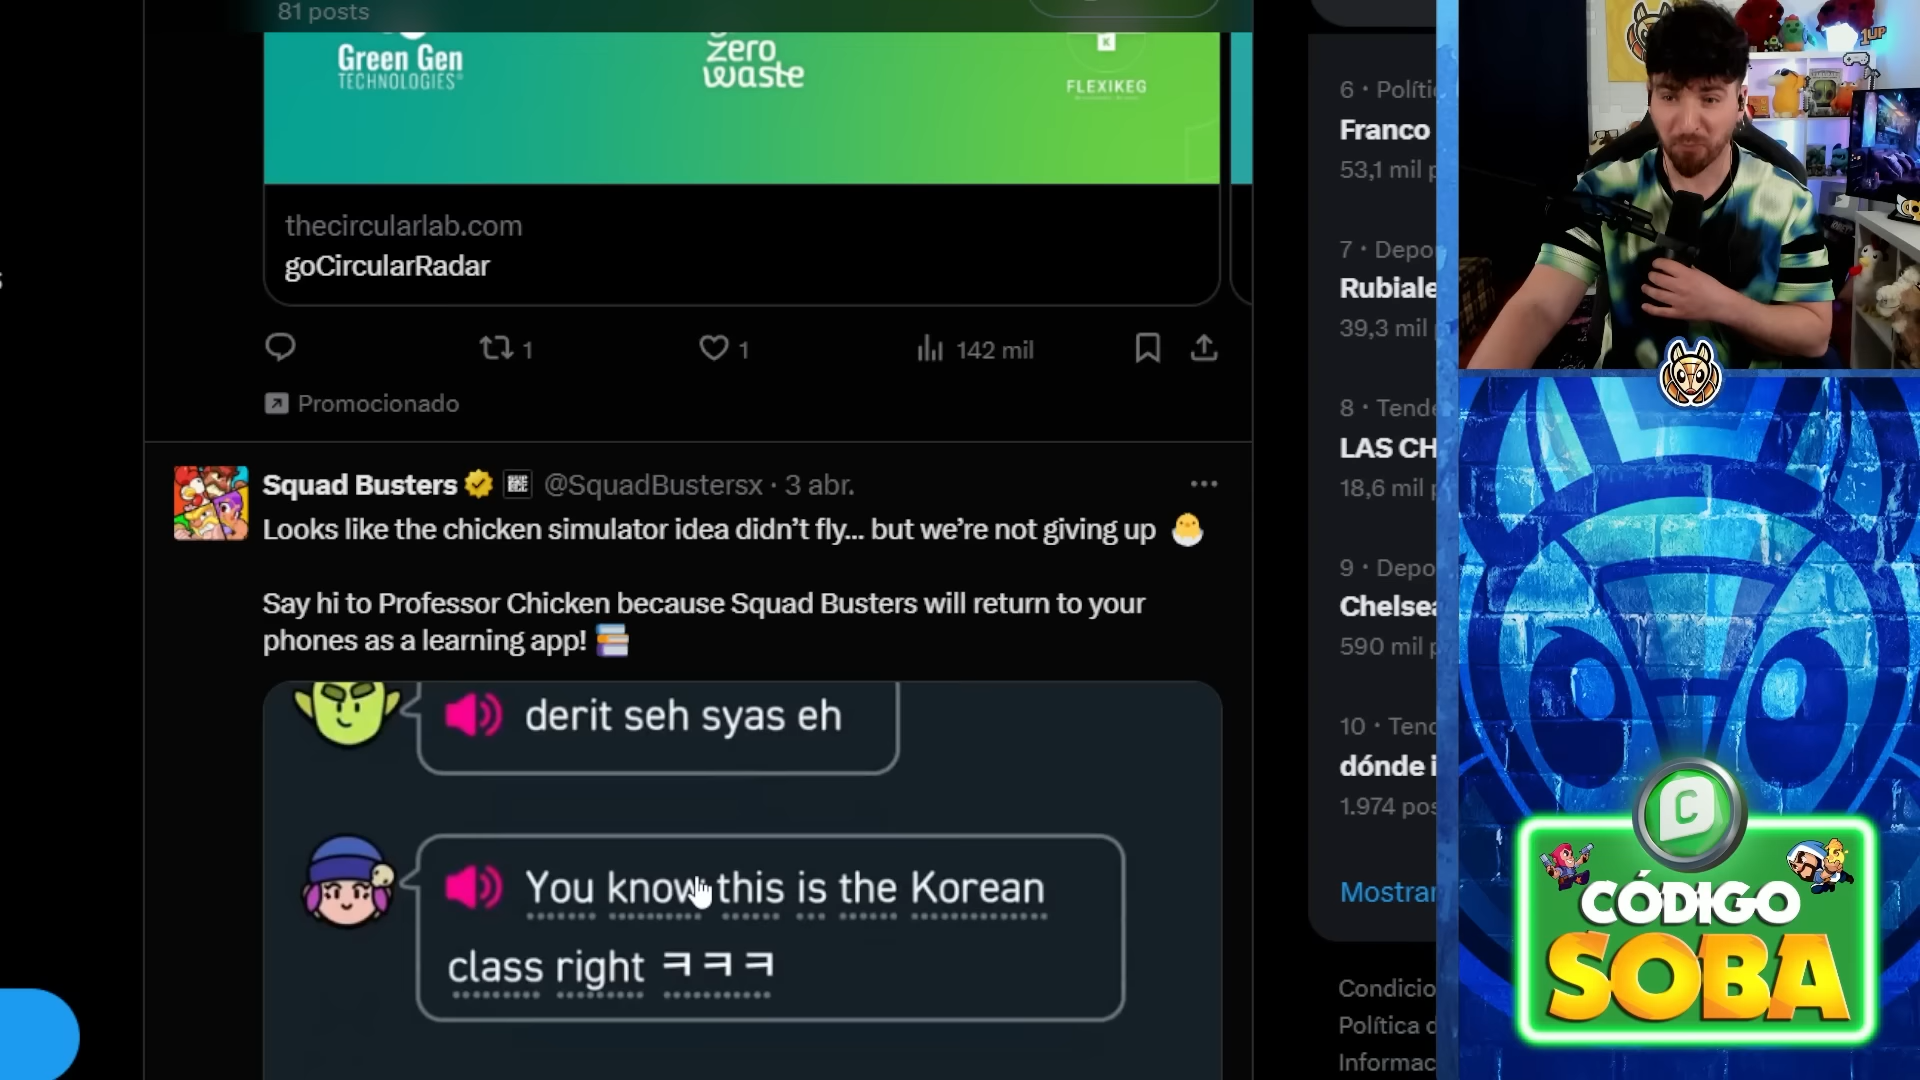 81 posts
Green Gen
TECHNOLOGIES
zero
waste
FLEXIKEG
thecircularlab.com
goCircularRadar
1
1
142 mil
Promocionado
Squad Busters @SquadBustersx · 3 abr.
Looks like the chicken simulator idea didn't fly... but we're not giving up 🐣
Say hi to Professor Chicken because Squad Busters will return to your
phones as a learning app! 📚
derit seh syas eh
You know this is the Korean
class right ㅋㅋㅋ
6 · Políti
Franco
53,1 mil p
7 · Depo
Rubiale
39,3 mil p
8 · Tende
LAS CH
18,6 mil p
9 · Depo
Chelsea
590 mil p
10 · Tend
dónde i
1.974 pos
Mostrar
Condicio
Política d
Informac
1UP
C
CÓDIGO
SOBA